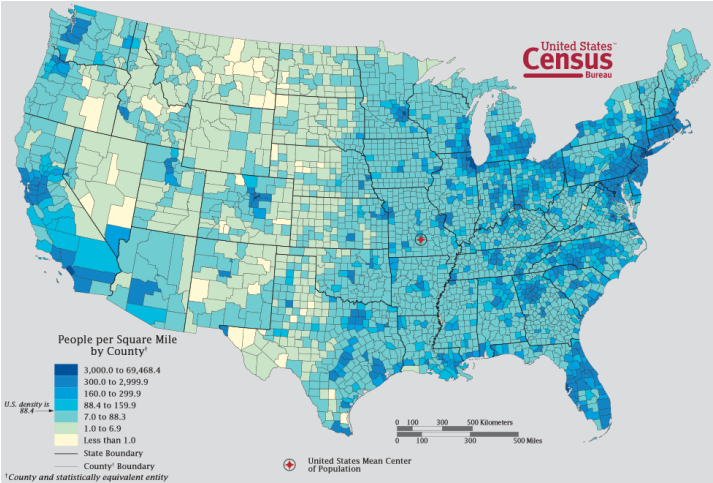 United States™
Census
Bureau
People per Square Mile
by County†
3,000.0 to 69,468.4
300.0 to 2,999.9
160.0 to 299.9
U.S. density is
88.4
88.4 to 159.9
7.0 to 88.3
1.0 to 6.9
Less than 1.0
State Boundary
County† Boundary
†County and statistically equivalent entity
United States Mean Center
of Population
0 100 300 500 Kilometers
0 100 300 500 Miles